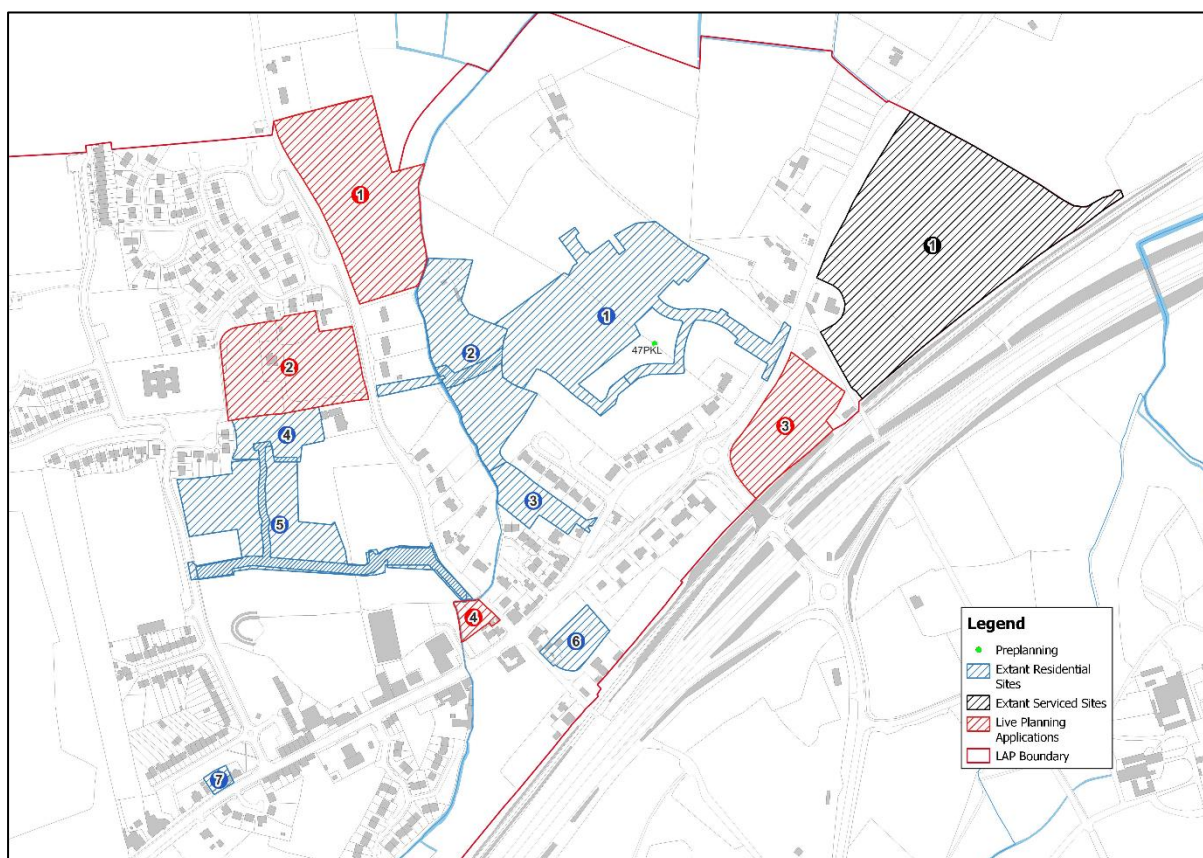 1
1
1
2
47PKL
2
3
4
3
5
4
6
7
Legend
Preplanning
Extant Residential
Sites
Extant Serviced Sites
Live Planning
Applications
LAP Boundary